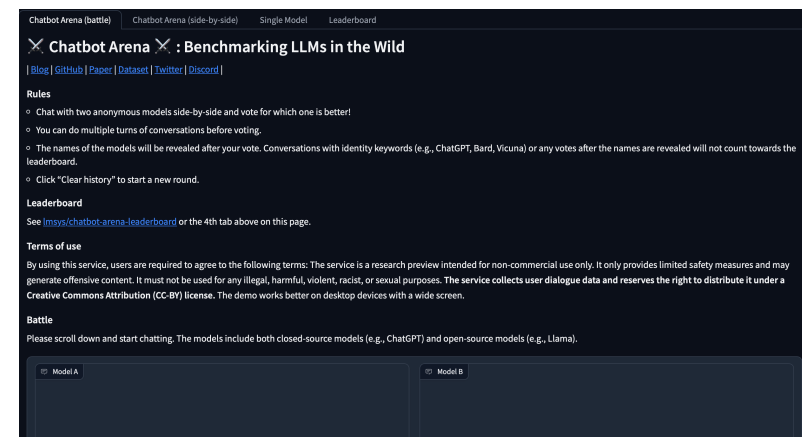 Chatbot Arena (battle) Chatbot Arena (side-by-side) Single Model Leaderboard
⚔ Chatbot Arena ⚔ : Benchmarking LLMs in the Wild
| Blog | GitHub | Paper | Dataset | Twitter | Discord |
Rules
Chat with two anonymous models side-by-side and vote for which one is better!
You can do multiple turns of conversations before voting.
The names of the models will be revealed after your vote. Conversations with identity keywords (e.g., ChatGPT, Bard, Vicuna) or any votes after the names are revealed will not count towards the
leaderboard.
Click “Clear history” to start a new round.
Leaderboard
See lmsys/chatbot-arena-leaderboard or the 4th tab above on this page.
Terms of use
By using this service, users are required to agree to the following terms: The service is a research preview intended for non-commercial use only. It only provides limited safety measures and may
generate offensive content. It must not be used for any illegal, harmful, violent, racist, or sexual purposes. The service collects user dialogue data and reserves the right to distribute it under a
Creative Commons Attribution (CC-BY) license. The demo works better on desktop devices with a wide screen.
Battle
Please scroll down and start chatting. The models include both closed-source models (e.g., ChatGPT) and open-source models (e.g., Llama).
Model A Model B